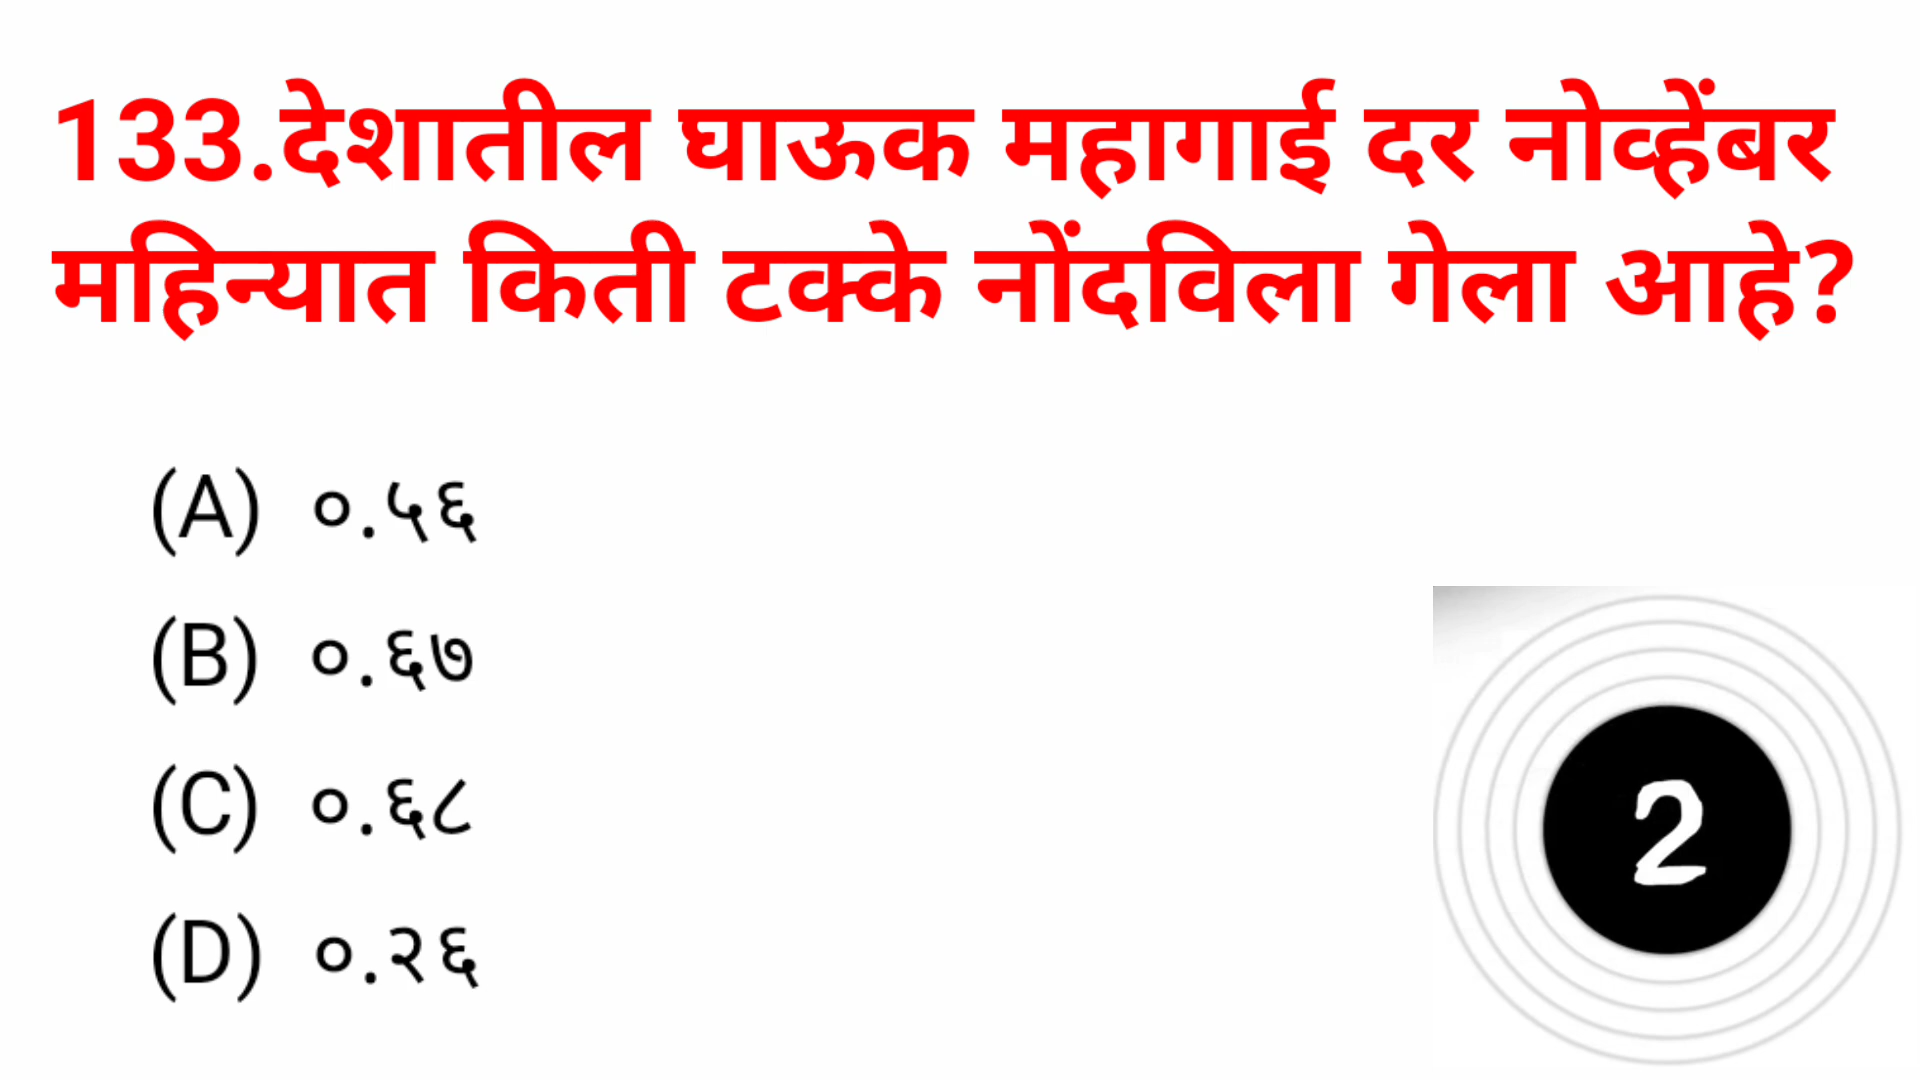 133.देशातील घाऊक महागाई दर नोव्हेंबर
महिन्यात किती टक्के नोंदविला गेला आहे?
(A) ०.५६
(B) ०.६७
(C) ०.६८
(D) ०.२६
2